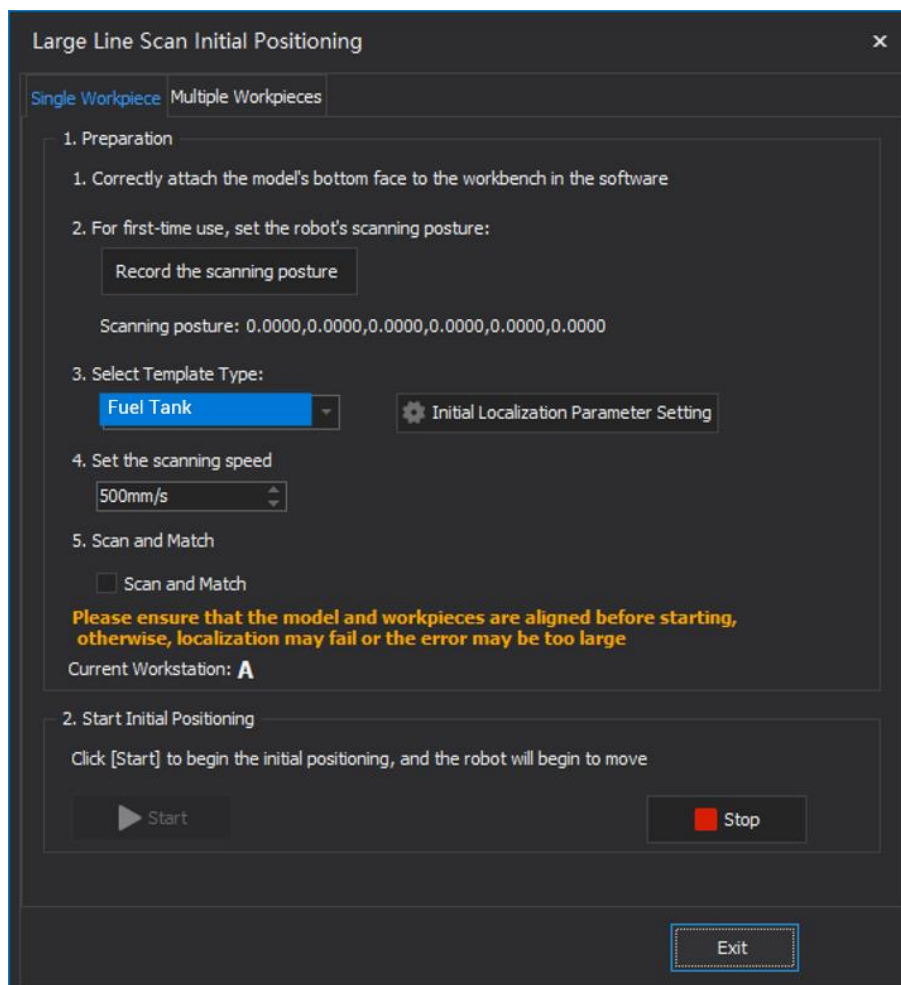 Large Line Scan Initial Positioning
Single Workpiece Multiple Workpieces
1. Preparation
1. Correctly attach the model's bottom face to the workbench in the software
2. For first-time use, set the robot's scanning posture:
Record the scanning posture
Scanning posture: 0.0000,0.0000,0.0000,0.0000,0.0000,0.0000
3. Select Template Type:
Fuel Tank Initial Localization Parameter Setting
4. Set the scanning speed
500mm/s
5. Scan and Match
Scan and Match
Please ensure that the model and workpieces are aligned before starting,
otherwise, localization may fail or the error may be too large
Current Workstation: A
2. Start Initial Positioning
Click [Start] to begin the initial positioning, and the robot will begin to move
Start Stop
Exit